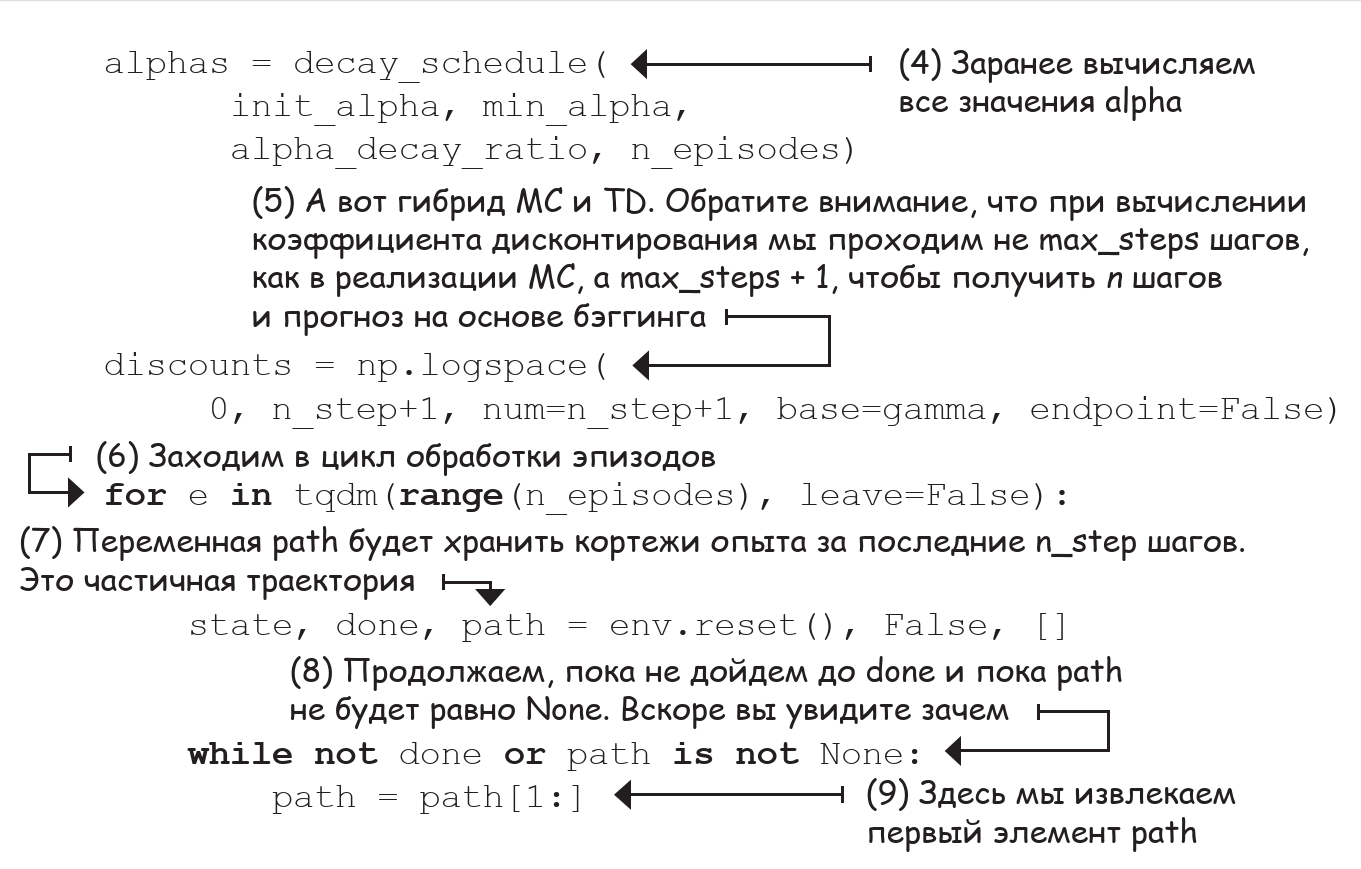 alphas = decay_schedule(
(4) Заранее вычисляем
все значения alpha
init_alpha, min_alpha,
alpha_decay_ratio, n_episodes)
(5) А вот гибрид MC и TD. Обратите внимание, что при вычислении
коэффициента дисконтирования мы проходим не max_steps шагов,
как в реализации MC, а max_steps + 1, чтобы получить n шагов
и прогноз на основе бэггинга
discounts = np.logspace(
0, n_step+1, num=n_step+1, base=gamma, endpoint=False)
(6) Заходим в цикл обработки эпизодов
for e in tqdm(range(n_episodes), leave=False):
(7) Переменная path будет хранить кортежи опыта за последние n_step шагов.
Это частичная траектория
state, done, path = env.reset(), False, []
(8) Продолжаем, пока не дойдем до done и пока path
не будет равно None. Вскоре вы увидите зачем
while not done or path is not None:
path = path[1:]
(9) Здесь мы извлекаем
первый элемент path